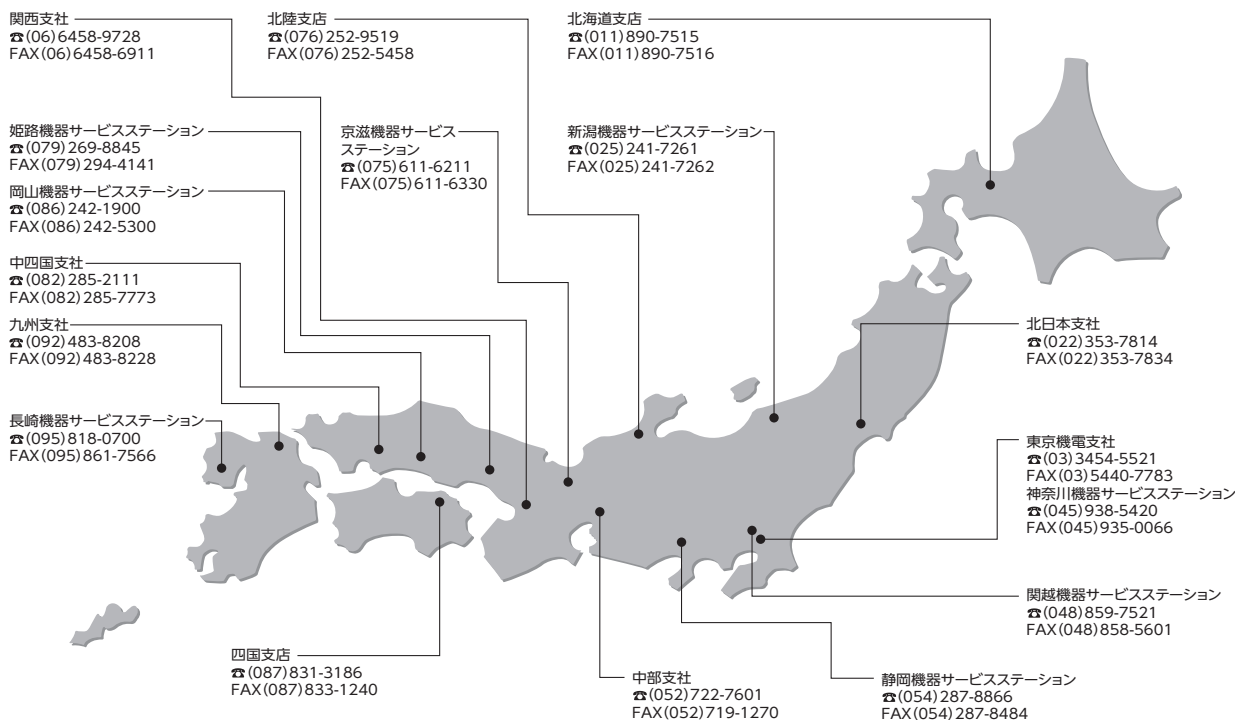 関西支社
☎(06)6458-9728
FAX(06)6458-6911
北陸支店
☎(076)252-9519
FAX(076)252-5458
北海道支店
☎(011)890-7515
FAX(011)890-7516
姫路機器サービスステーション
☎(079)269-8845
FAX(079)294-4141
京滋機器サービス
ステーション
☎(075)611-6211
FAX(075)611-6330
新潟機器サービスステーション
☎(025)241-7261
FAX(025)241-7262
岡山機器サービスステーション
☎(086)242-1900
FAX(086)242-5300
中四国支社
☎(082)285-2111
FAX(082)285-7773
九州支社
☎(092)483-8208
FAX(092)483-8228
北日本支社
☎(022)353-7814
FAX(022)353-7834
長崎機器サービスステーション
☎(095)818-0700
FAX(095)861-7566
東京機電支社
☎(03)3454-5521
FAX(03)5440-7783
神奈川機器サービスステーション
☎(045)938-5420
FAX(045)935-0066
関越機器サービスステーション
☎(048)859-7521
FAX(048)858-5601
四国支店
☎(087)831-3186
FAX(087)833-1240
中部支社
☎(052)722-7601
FAX(052)719-1270
静岡機器サービスステーション
☎(054)287-8866
FAX(054)287-8484